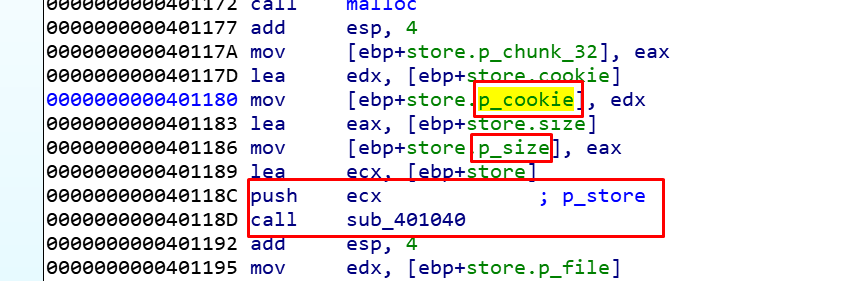 0000000000401172 call    malloc
0000000000401177 add     esp, 4
000000000040117A mov     [ebp+store.p_chunk_32], eax
000000000040117D lea     edx, [ebp+store.cookie]
0000000000401180 mov     [ebp+store.p_cookie], edx
0000000000401183 lea     eax, [ebp+store.size]
0000000000401186 mov     [ebp+store.p_size], eax
0000000000401189 lea     ecx, [ebp+store]
000000000040118C push    ecx             ; p_store
000000000040118D call    sub_401040
0000000000401192 add     esp, 4
0000000000401195 mov     edx, [ebp+store.p_file]